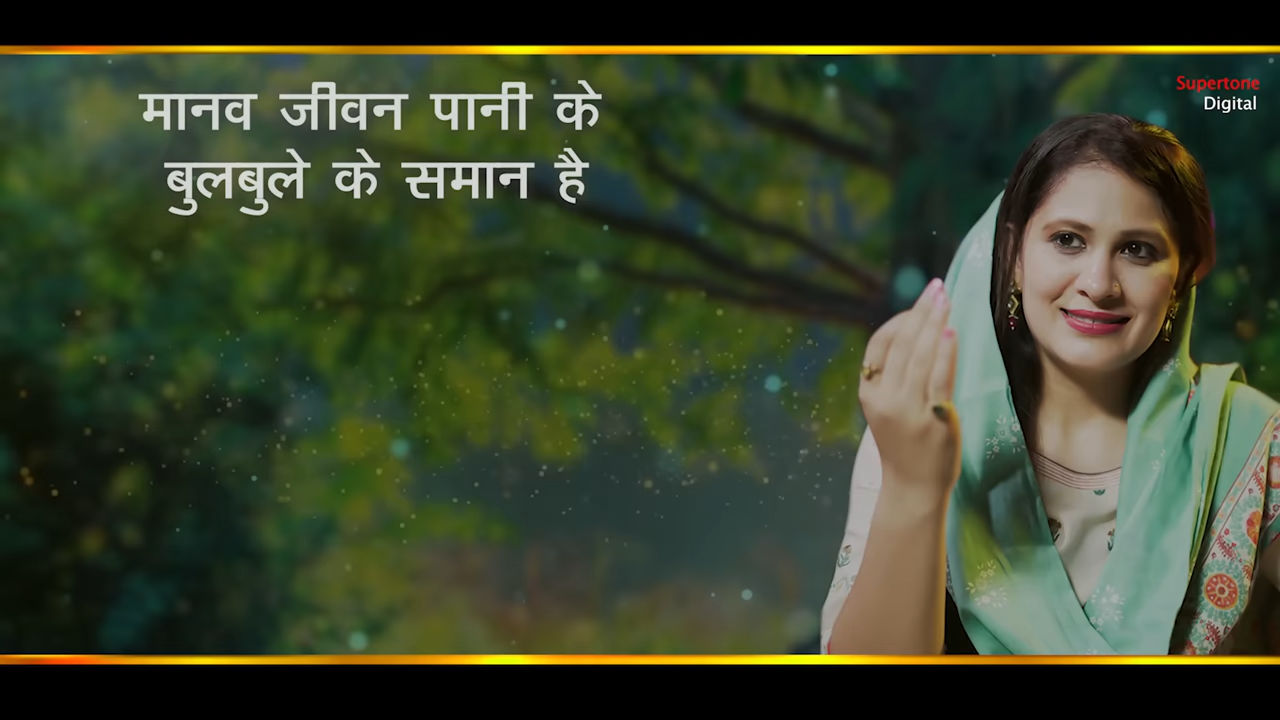 मानव जीवन पानी के
बुलबुले के समान है
Supertone
Digital